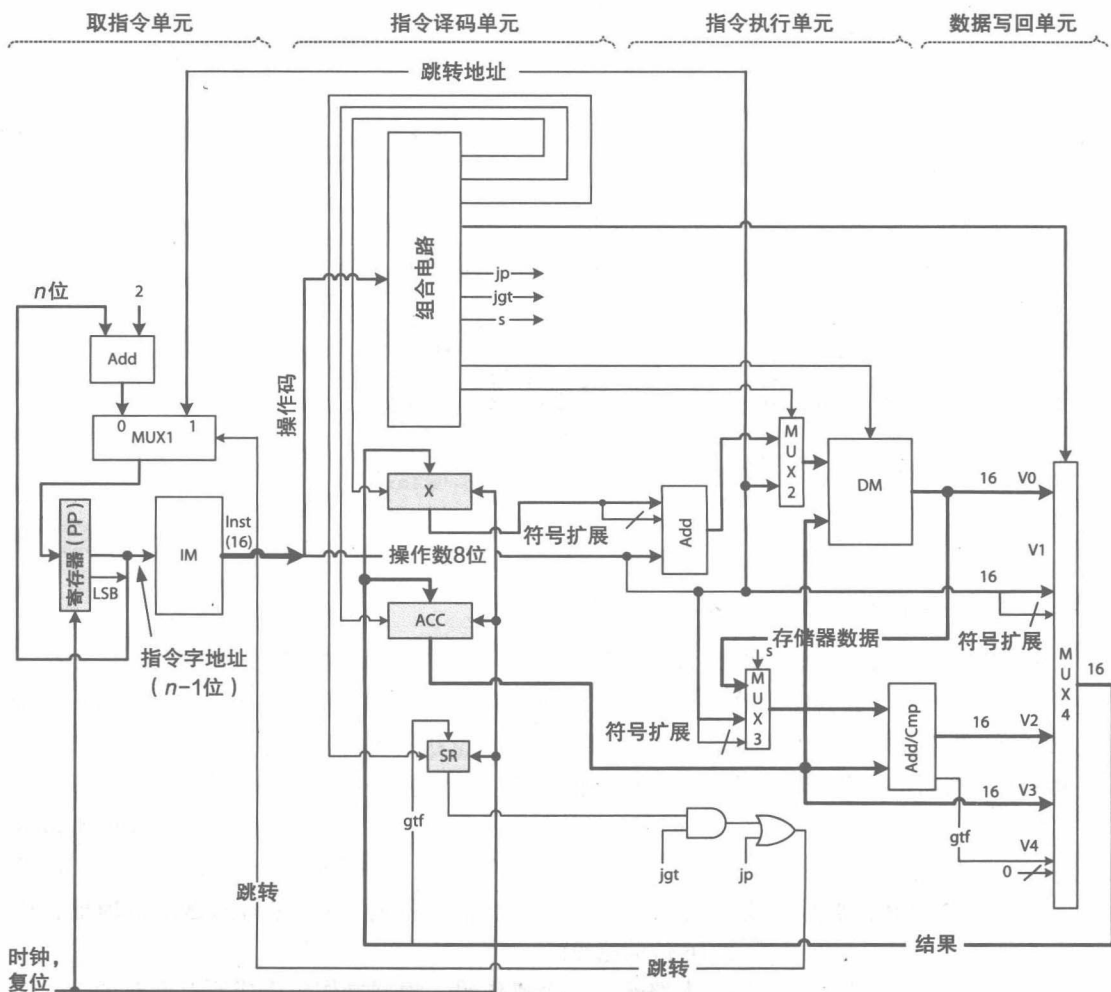 取指令单元
指令译码单元
指令执行单元
数据写回单元
跳转地址
组合电路
jp
jgt
s
n位
2
Add
0
1
MUX1
操作码
MUX2
DM
16
V0
X
寄存器(PP)
LSB
IM
Inst
(16)
符号扩展
Add
操作数8位
V1
16
ACC
符号扩展
存储器数据
指令字地址
(n-1位)
s
MUX3
符号扩展
MUX4
16
Add/Cmp
16
V2
SR
16
V3
gtf
gtf
V4
0
jgt
jp
跳转
结果
时钟,
复位
跳转